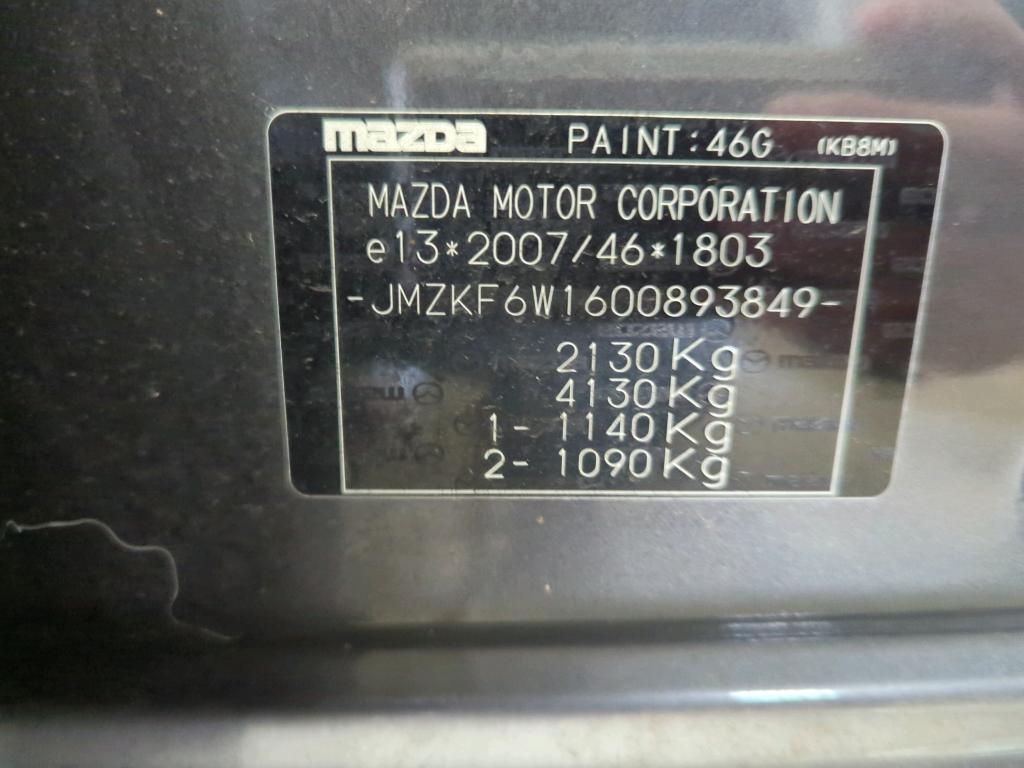 mazda PAINT:46G (KB8M)
MAZDA MOTOR CORPORATION
e13*2007/46*1803
-JMZKF6W1600893849-
2130Kg
4130Kg
1- 1140Kg
2- 1090Kg